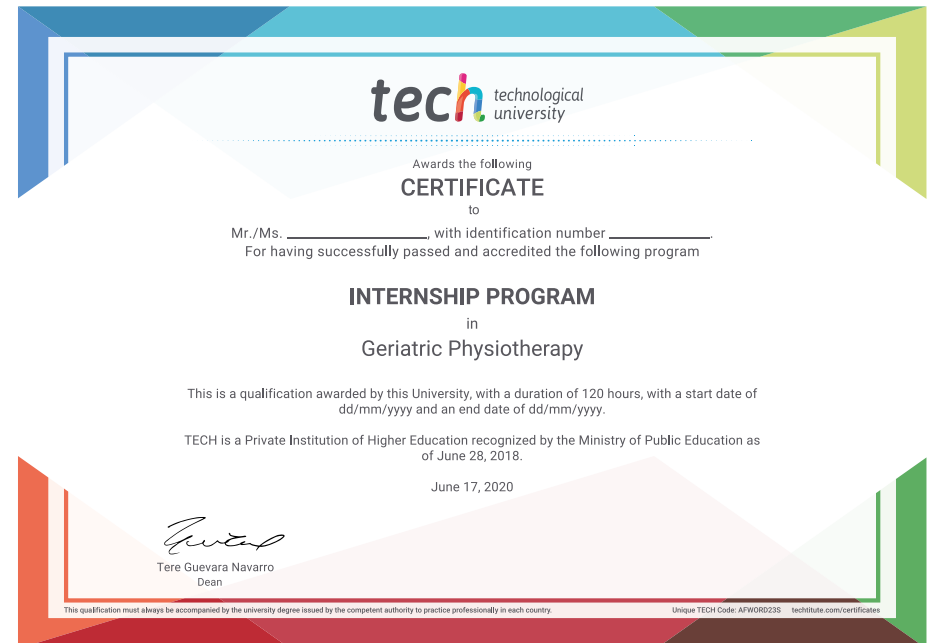 tech technological
university
Awards the following
CERTIFICATE
to
Mr./Ms. ____________________, with identification number ______________.
For having successfully passed and accredited the following program
INTERNSHIP PROGRAM
in
Geriatric Physiotherapy
This is a qualification awarded by this University, with a duration of 120 hours, with a start date of
dd/mm/yyyy and an end date of dd/mm/yyyy.
TECH is a Private Institution of Higher Education recognized by the Ministry of Public Education as
of June 28, 2018.
June 17, 2020
Tere Guevara Navarro
Dean
This qualification must always be accompanied by the university degree issued by the competent authority to practice professionally in each country.
Unique TECH Code: AFWORD23S techtitute.com/certificates